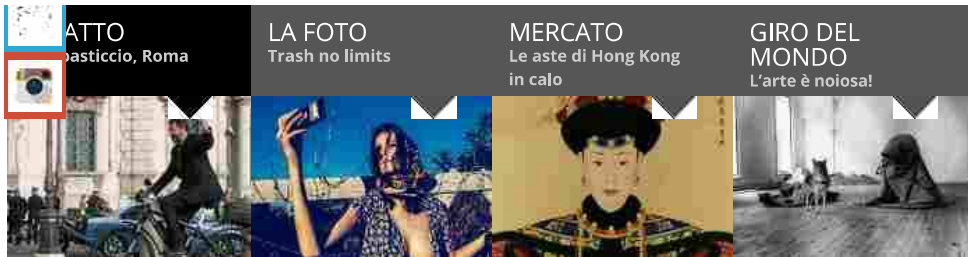 ATTO
pasticcio, Roma
LA FOTO
Trash no limits
MERCATO
Le aste di Hong Kong
in calo
GIRO DEL
MONDO
L'arte è noiosa!